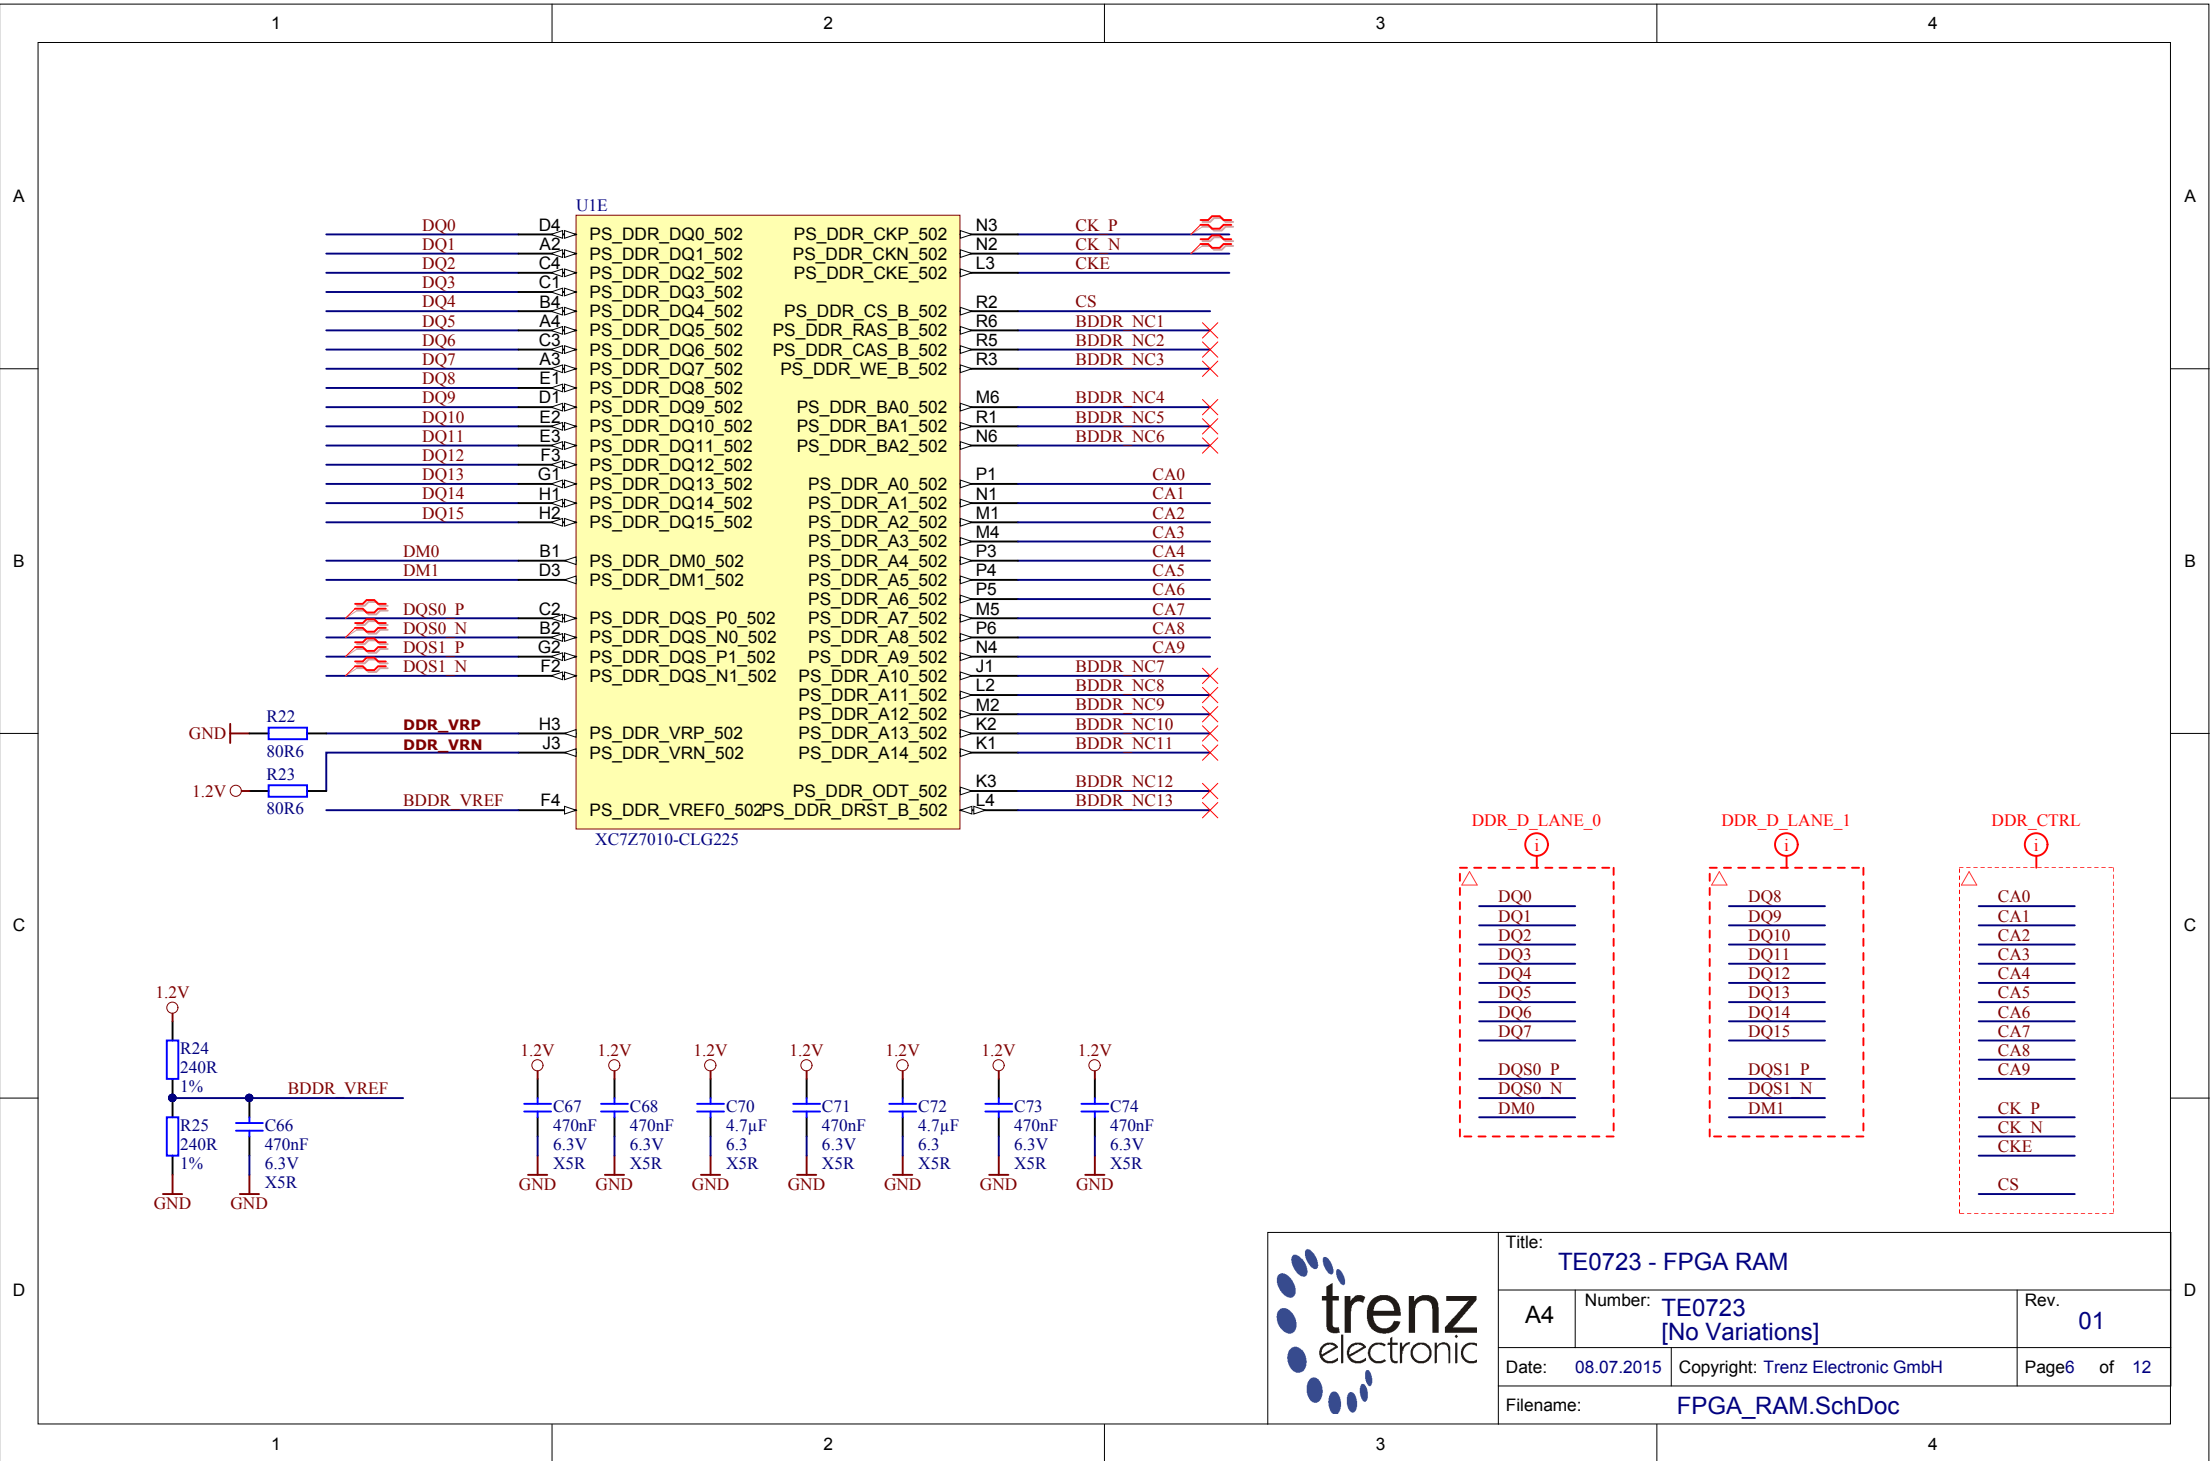 1 2 3 4
A A
B B
C C
D D
U1E
DQ0 D4 PS_DDR_DQ0_502 PS_DDR_CKP_502 N3 CK_P
DQ1 A2 PS_DDR_DQ1_502 PS_DDR_CKN_502 N2 CK_N
DQ2 C4 PS_DDR_DQ2_502 PS_DDR_CKE_502 L3 CKE
DQ3 C1 PS_DDR_DQ3_502
DQ4 B4 PS_DDR_DQ4_502 PS_DDR_CS_B_502 R2 CS
DQ5 A4 PS_DDR_DQ5_502 PS_DDR_RAS_B_502 R6 BDDR_NC1
DQ6 C3 PS_DDR_DQ6_502 PS_DDR_CAS_B_502 R5 BDDR_NC2
DQ7 A3 PS_DDR_DQ7_502 PS_DDR_WE_B_502 R3 BDDR_NC3
DQ8 E1 PS_DDR_DQ8_502
DQ9 D1 PS_DDR_DQ9_502 PS_DDR_BA0_502 M6 BDDR_NC4
DQ10 E2 PS_DDR_DQ10_502 PS_DDR_BA1_502 R1 BDDR_NC5
DQ11 E3 PS_DDR_DQ11_502 PS_DDR_BA2_502 N6 BDDR_NC6
DQ12 F3 PS_DDR_DQ12_502
DQ13 G1 PS_DDR_DQ13_502 PS_DDR_A0_502 P1 CA0
DQ14 H1 PS_DDR_DQ14_502 PS_DDR_A1_502 N1 CA1
DQ15 H2 PS_DDR_DQ15_502 PS_DDR_A2_502 M1 CA2
PS_DDR_A3_502 M4 CA3
DM0 B1 PS_DDR_DM0_502 PS_DDR_A4_502 P3 CA4
DM1 D3 PS_DDR_DM1_502 PS_DDR_A5_502 P4 CA5
PS_DDR_A6_502 P5 CA6
DQS0_P C2 PS_DDR_DQS_P0_502 PS_DDR_A7_502 M5 CA7
DQS0_N B2 PS_DDR_DQS_N0_502 PS_DDR_A8_502 P6 CA8
DQS1_P G2 PS_DDR_DQS_P1_502 PS_DDR_A9_502 N4 CA9
DQS1_N F2 PS_DDR_DQS_N1_502 PS_DDR_A10_502 J1 BDDR_NC7
PS_DDR_A11_502 L2 BDDR_NC8
PS_DDR_A12_502 M2 BDDR_NC9
GND R22 80R6 DDR_VRP H3 PS_DDR_VRP_502 PS_DDR_A13_502 K2 BDDR_NC10
DDR_VRN J3 PS_DDR_VRN_502 PS_DDR_A14_502 K1 BDDR_NC11
1.2V R23 80R6 PS_DDR_ODT_502 K3 BDDR_NC12
BDDR_VREF F4 PS_DDR_VREF0_502 PS_DDR_DRST_B_502 L4 BDDR_NC13
XC7Z7010-CLG225
DDR_D_LANE_0 DDR_D_LANE_1 DDR_CTRL
i i i
DQ0 DQ8 CA0
DQ1 DQ9 CA1
DQ2 DQ10 CA2
DQ3 DQ11 CA3
DQ4 DQ12 CA4
DQ5 DQ13 CA5
DQ6 DQ14 CA6
DQ7 DQ15 CA7
CA8
DQS0_P DQS1_P CA9
DQS0_N DQS1_N
DM0 DM1 CK_P
CK_N
CKE
CS
1.2V
R24
240R
1%
BDDR_VREF
R25
240R
1%
GND
C66
470nF
6.3V
X5R
GND
1.2V 1.2V 1.2V 1.2V 1.2V 1.2V 1.2V
C67 C68 C70 C71 C72 C73 C74
470nF 470nF 4.7µF 470nF 4.7µF 470nF 470nF
6.3V 6.3V 6.3 6.3V 6.3 6.3V 6.3V
X5R X5R X5R X5R X5R X5R X5R
GND GND GND GND GND GND GND
trenz
electronic
Title: TE0723 - FPGA RAM
A4 Number: TE0723
[No Variations]
Rev. 01
Date: 08.07.2015 Copyright: Trenz Electronic GmbH Page6 of 12
Filename: FPGA_RAM.SchDoc
1 2 3 4